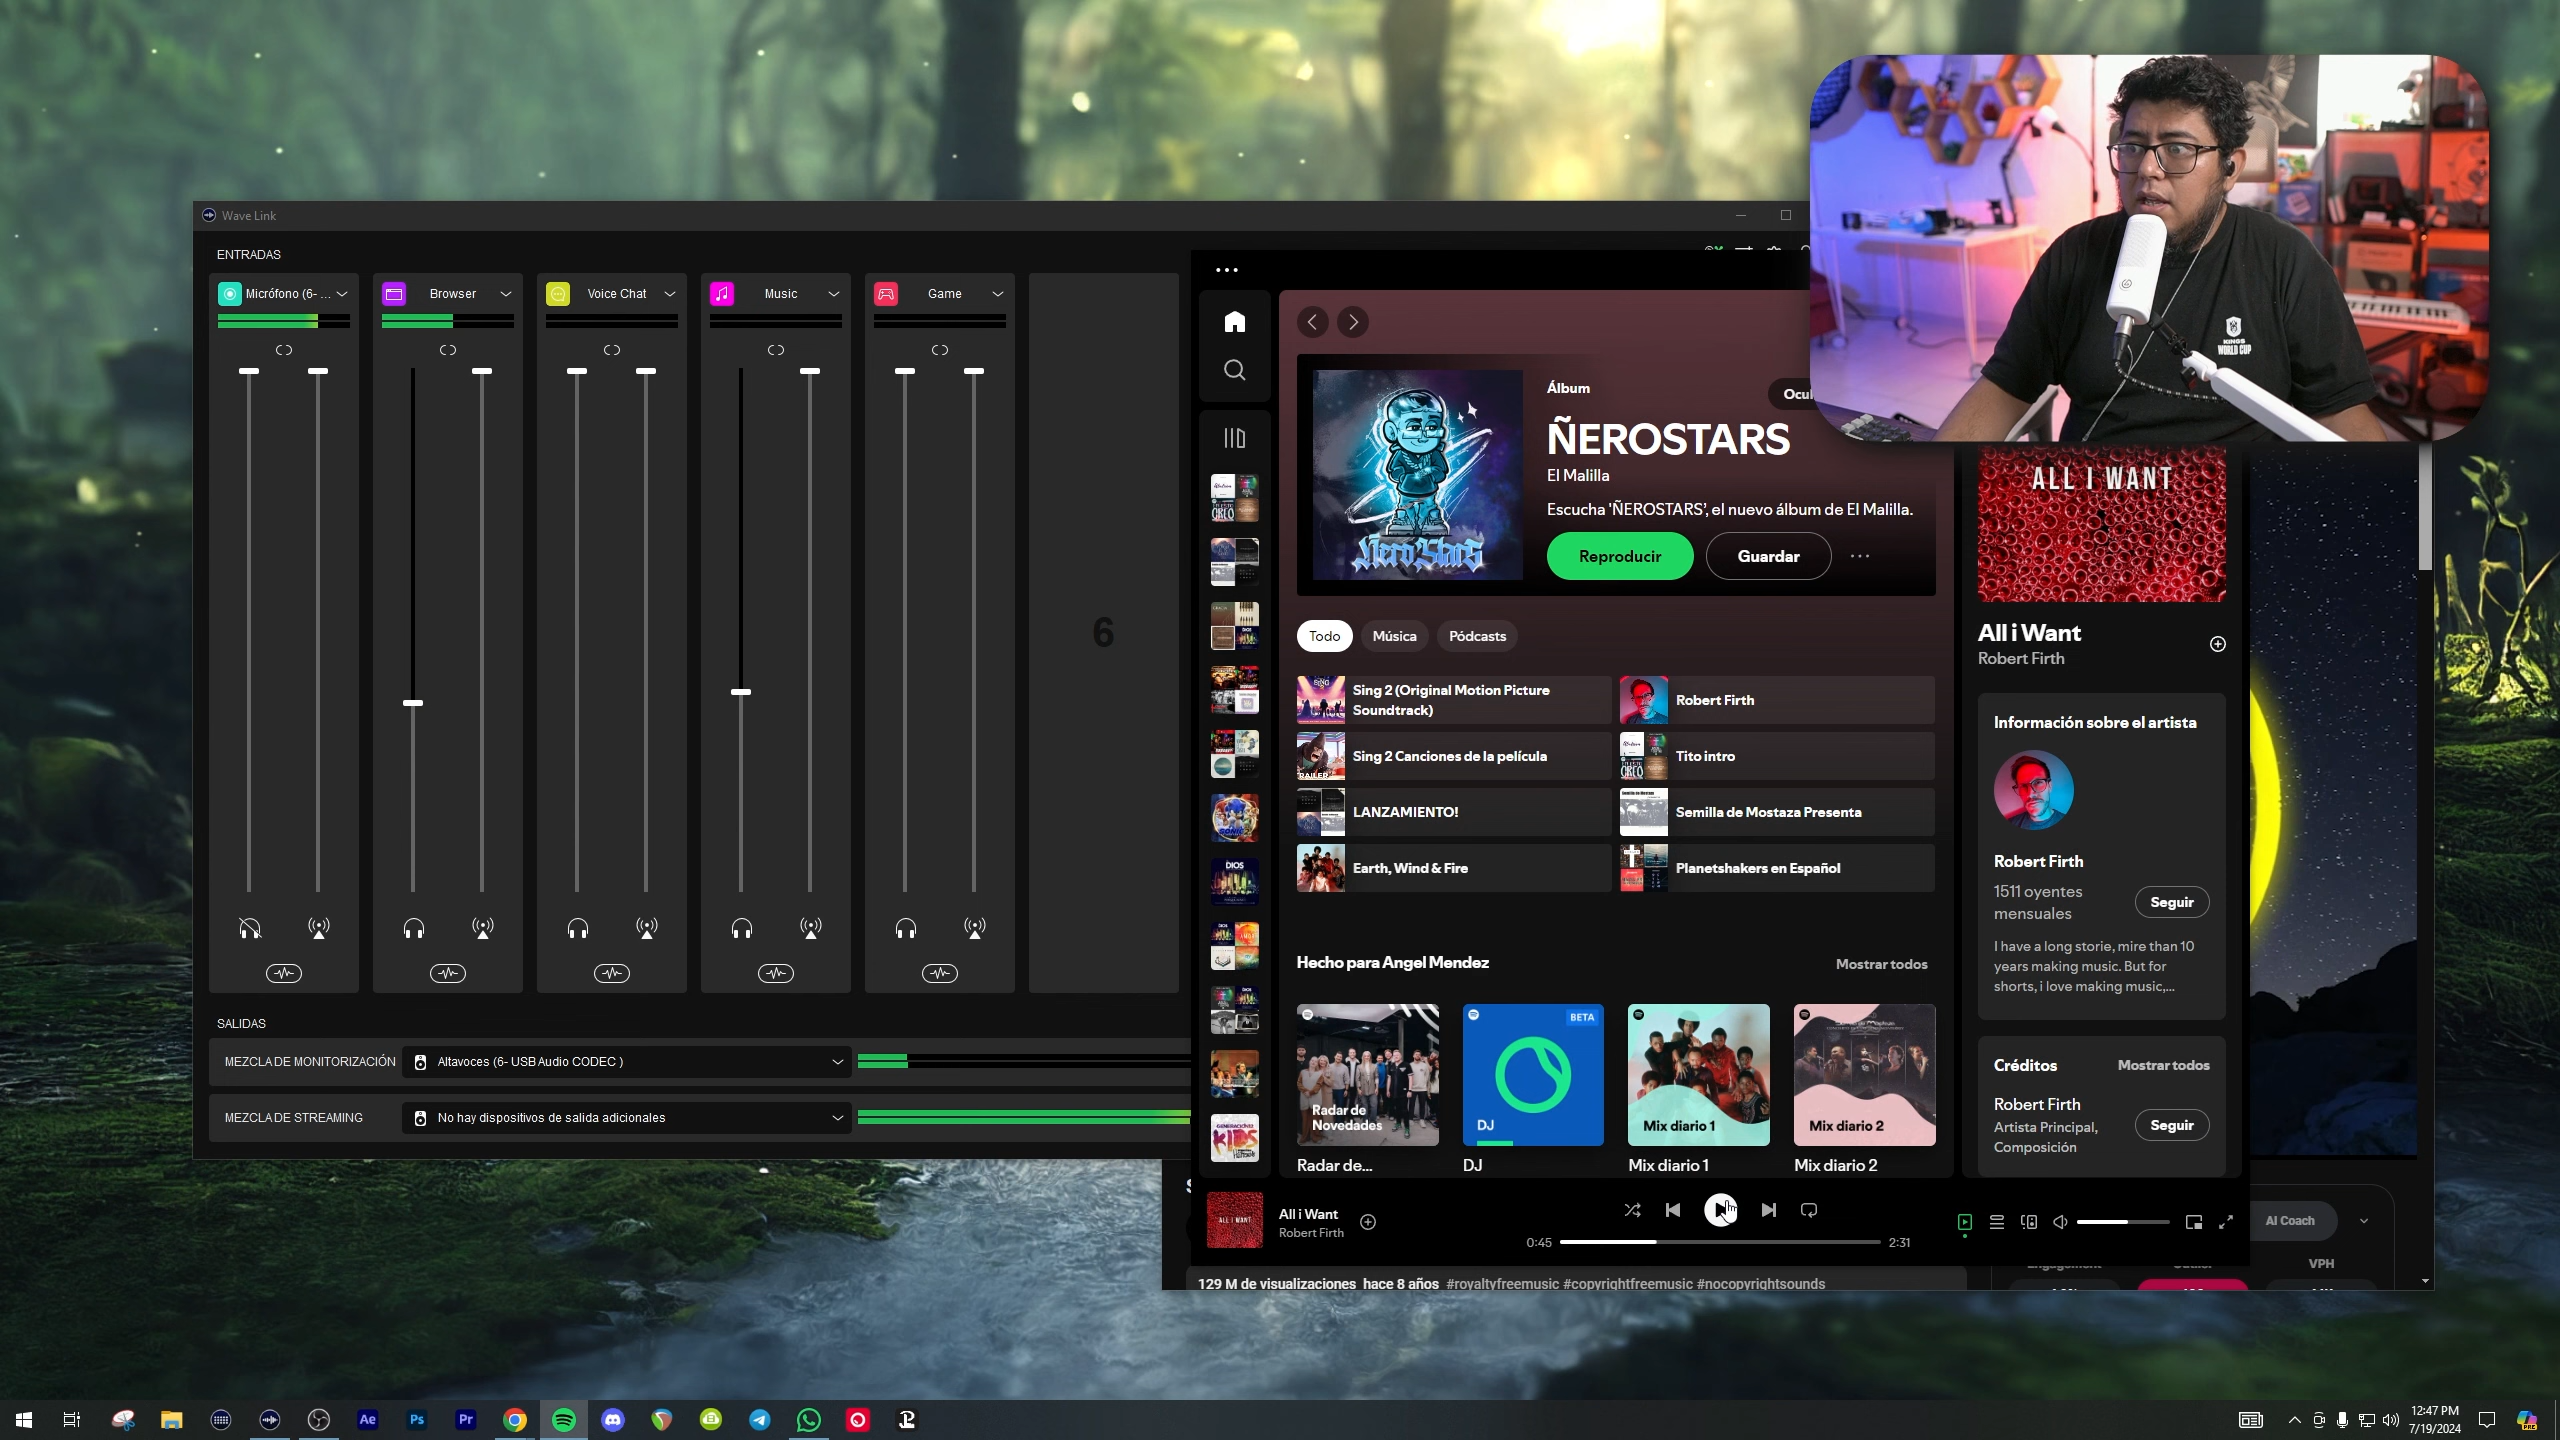 Wave Link
ENTRADAS
Micrófono (6- ...
Browser
Voice Chat
Music
Game
6
SALIDAS
MEZCLA DE MONITORIZACIÓN
Altavoces (6- USB Audio CODEC )
MEZCLA DE STREAMING
No hay dispositivos de salida adicionales
Álbum
ÑEROSTARS
El Malilla
Escucha 'ÑEROSTARS', el nuevo álbum de El Malilla.
Reproducir
Guardar
ÑeroStars
Todo
Música
Pódcasts
Sing 2 (Original Motion Picture
Soundtrack)
Robert Firth
Sing 2 Canciones de la película
Tito intro
LANZAMIENTO!
Semilla de Mostaza Presenta
Earth, Wind & Fire
Planetshakers en Español
Hecho para Angel Mendez
Mostrar todos
Radar de
Novedades
BETA
DJ
Mix diario 1
Mix diario 2
Radar de...
DJ
Mix diario 1
Mix diario 2
KINGS
WORLD CUP
ALL I WANT
All i Want
Robert Firth
Información sobre el artista
Robert Firth
1511 oyentes
mensuales
Seguir
I have a long storie, mire than 10
years making music. But for
shorts, i love making music,...
Créditos
Mostrar todos
Robert Firth
Artista Principal,
Composición
Seguir
All i Want
Robert Firth
0:45
2:31
AI Coach
VPH
129 M de visualizaciones hace 8 años #royaltyfreemusic #copyrightfreemusic #nocopyrightsounds
Ae
Ps
Pr
12:47 PM
7/19/2024